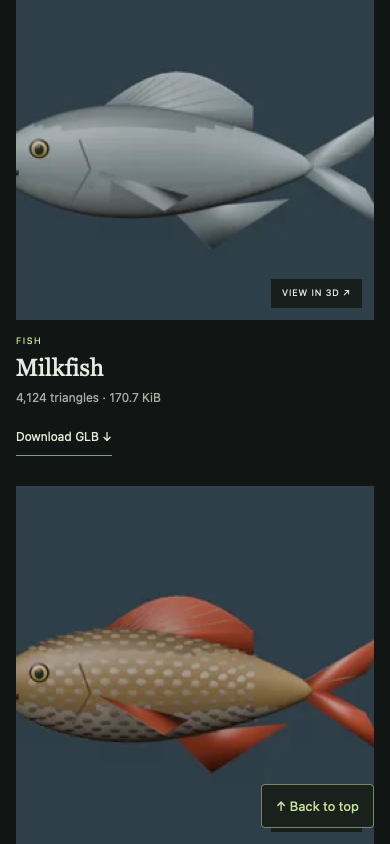 VIEW IN 3D ↗
FISH
Milkfish
4,124 triangles · 170.7 KiB
Download GLB ↓
↑ Back to top